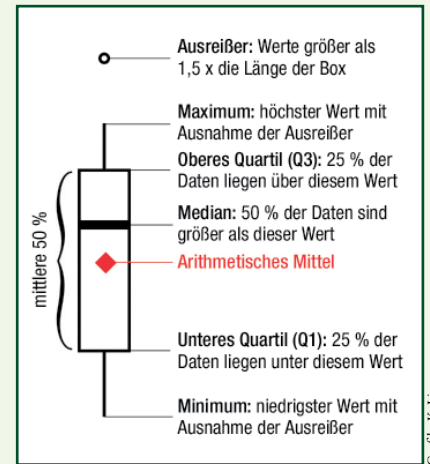 Ausreißer: Werte größer als
1,5 x die Länge der Box
Maximum: höchster Wert mit
Ausnahme der Ausreißer
Oberes Quartil (Q3): 25 % der
Daten liegen über diesem Wert
Median: 50 % der Daten sind
größer als dieser Wert
Arithmetisches Mittel
mittlere 50 %
Unteres Quartil (Q1): 25 % der
Daten liegen unter diesem Wert
Minimum: niedrigster Wert mit
Ausnahme der Ausreißer